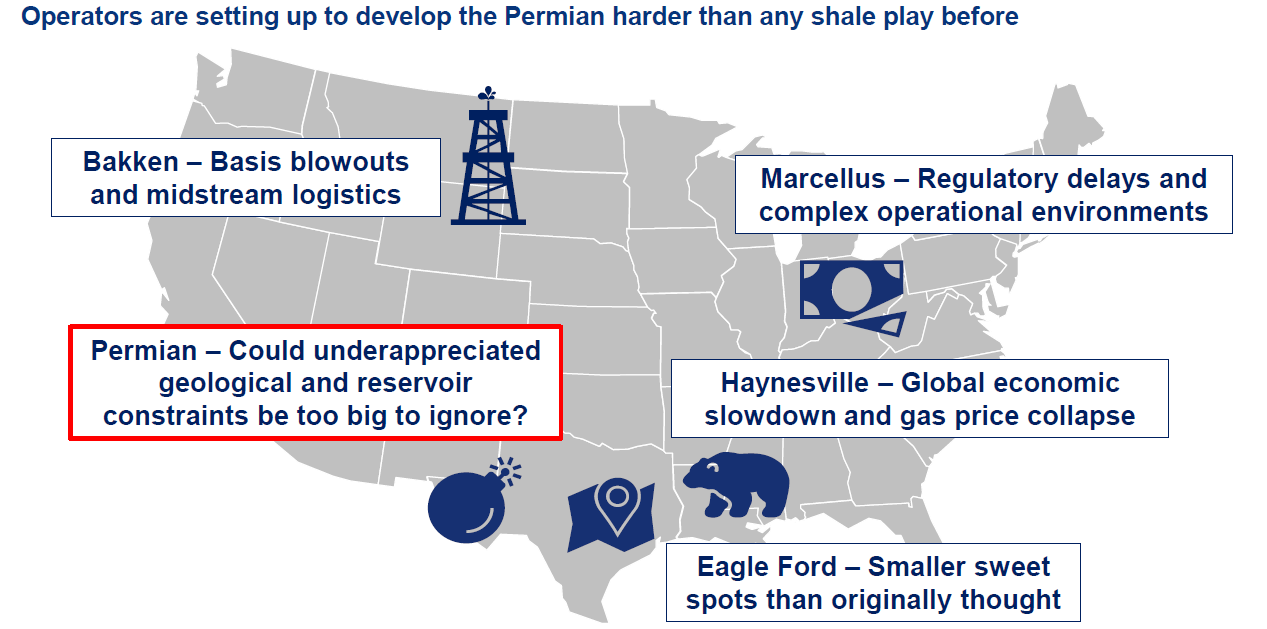 Operators are setting up to develop the Permian harder than any shale play before
Bakken – Basis blowouts
and midstream logistics
Marcellus – Regulatory delays and
complex operational environments
Permian – Could underappreciated
geological and reservoir
constraints be too big to ignore?
Haynesville – Global economic
slowdown and gas price collapse
Eagle Ford – Smaller sweet
spots than originally thought